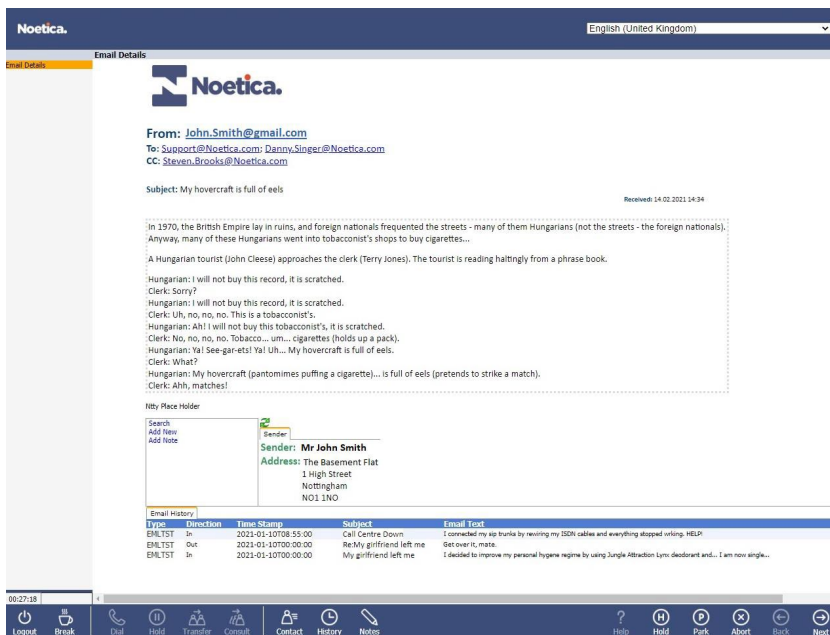 Noetica.
English (United Kingdom)
Email Details
Email Details
Noetica.
From: John.Smith@gmail.com
To: Support@Noetica.com; Danny.Singer@Noetica.com
CC: Steven.Brooks@Noetica.com
Subject: My hovercraft is full of eels
Received: 14.02.2021 14:34
In 1970, the British Empire lay in ruins, and foreign nationals frequented the streets - many of them Hungarians (not the streets - the foreign nationals).
Anyway, many of these Hungarians went into tobacconist's shops to buy cigarettes...
A Hungarian tourist (John Cleese) approaches the clerk (Terry Jones). The tourist is reading haltingly from a phrase book.
Hungarian: I will not buy this record, it is scratched.
Clerk: Sorry?
Hungarian: I will not buy this record, it is scratched.
Clerk: Uh, no, no, no. This is a tobacconist's.
Hungarian: Ah! I will not buy this tobacconist's, it is scratched.
Clerk: No, no, no, no. Tobacco... um... cigarettes (holds up a pack).
Hungarian: Ya! See-gar-ets! Ya! Uh... My hovercraft is full of eels.
Clerk: What?
Hungarian: My hovercraft (pantomimes puffing a cigarette)... is full of eels (pretends to strike a match).
Clerk: Ahh, matches!
Ntty Place Holder
Search
Add New
Add Note
Sender
Sender: Mr John Smith
Address: The Basement Flat
1 High Street
Nottingham
NO1 1NO
Email History
Type Direction Time Stamp Subject Email Text
EMLTST In 2021-01-10T08:55:00 Call Centre Down I connected my sip trunks by rewiring my ISDN cables and everything stopped wrking. HELP!
EMLTST Out 2021-01-10T00:00:00 Re:My girlfriend left me Get over it, mate.
EMLTST In 2021-01-10T00:00:00 My girlfriend left me I decided to improve my personal hygene regime by using Jungle Attraction Lynx deodorant and... I am now single...
00:27:18
Logout Break Dial Hold Transfer Consult Contact History Notes Help Hold Park Abort Back Next